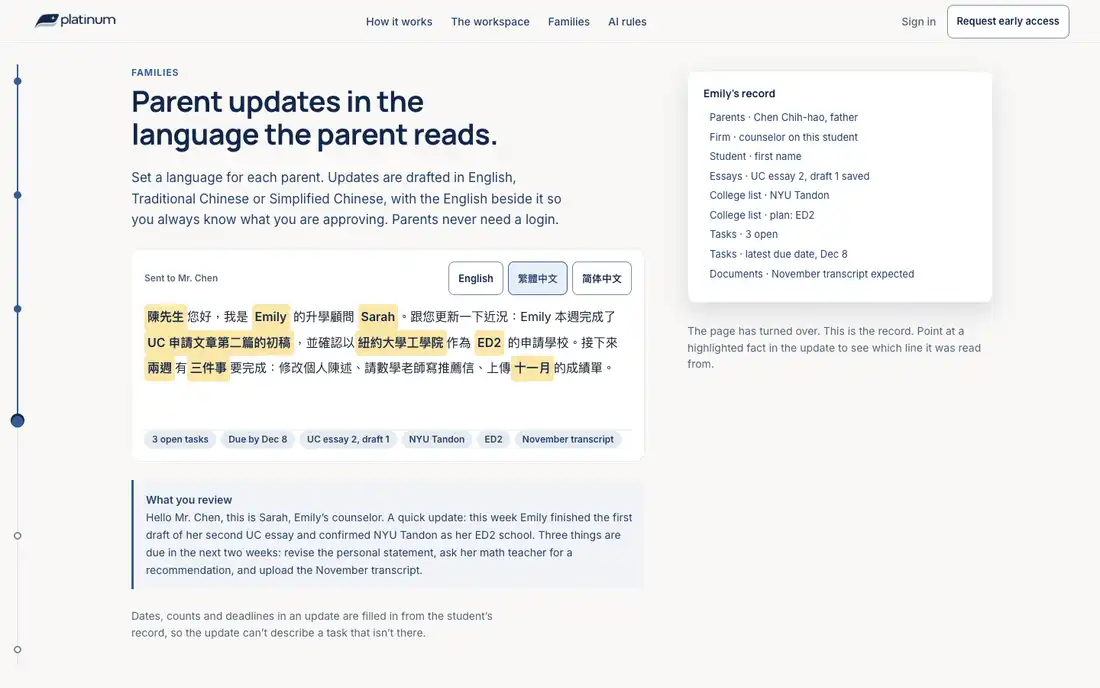 platinum
How it works
The workspace
Families
AI rules
Sign in
Request early access
FAMILIES
Parent updates in the
language the parent reads.
Set a language for each parent. Updates are drafted in English,
Traditional Chinese or Simplified Chinese, with the English beside it so
you always know what you are approving. Parents never need a login.
Sent to Mr. Chen
English
繁體中文
简体中文
陳先生您好，我是 Emily 的升學顧問 Sarah。跟您更新一下近況：Emily 本週完成了
UC 申請文章第二篇的初稿，並確認以紐約大學工學院作為 ED2 的申請學校。接下來
兩週有三件事要完成：修改個人陳述、請數學老師寫推薦信、上傳十一月的成績單。
3 open tasks
Due by Dec 8
UC essay 2, draft 1
NYU Tandon
ED2
November transcript
What you review
Hello Mr. Chen, this is Sarah, Emily's counselor. A quick update: this week Emily finished the first
draft of her second UC essay and confirmed NYU Tandon as her ED2 school. Three things are
due in the next two weeks: revise the personal statement, ask her math teacher for a
recommendation, and upload the November transcript.
Dates, counts and deadlines in an update are filled in from the student's
record, so the update can't describe a task that isn't there.
Emily's record
Parents · Chen Chih-hao, father
Firm · counselor on this student
Student · first name
Essays · UC essay 2, draft 1 saved
College list · NYU Tandon
College list · plan: ED2
Tasks · 3 open
Tasks · latest due date, Dec 8
Documents · November transcript expected
The page has turned over. This is the record. Point at a
highlighted fact in the update to see which line it was read
from.